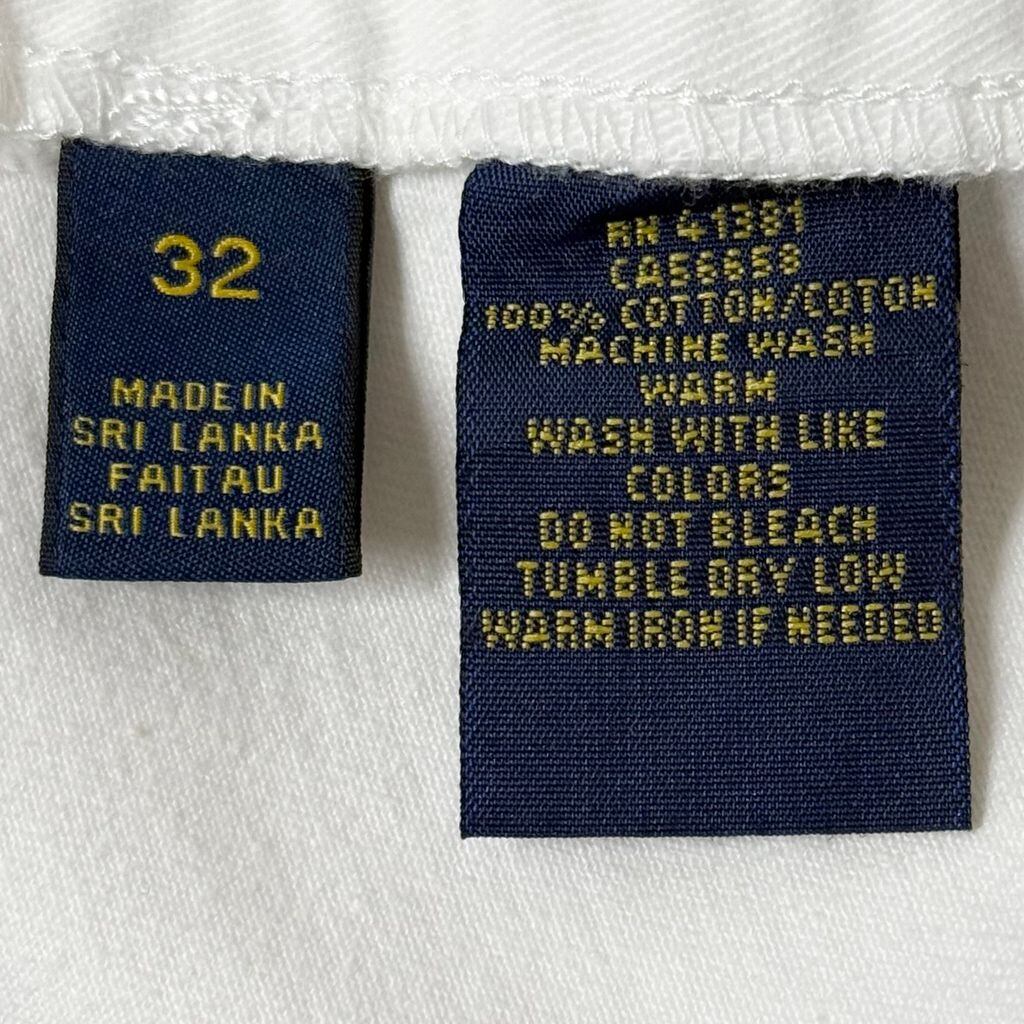 32
MADE IN
SRI LANKA
FAIT AU
SRI LANKA
RN 41381
CA56858
100% COTTON/COTON
MACHINE WASH
WARM
WASH WITH LIKE
COLORS
DO NOT BLEACH
TUMBLE DRY LOW
WARM IRON IF NEEDED